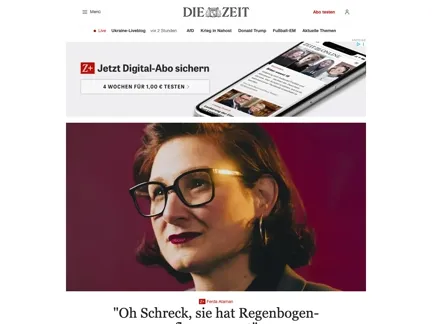 Menü
DIE ZEIT
Abo testen
Live Ukraine-Liveblog vor 2 Stunden AfD Krieg in Nahost Donald Trump Fußball-EM Aktuelle Themen
ANZEIGE
Z+ Jetzt Digital-Abo sichern
4 WOCHEN FÜR 1,00 € TESTEN
Z+ Ferda Ataman
"Oh Schreck, sie hat Regenbogen-